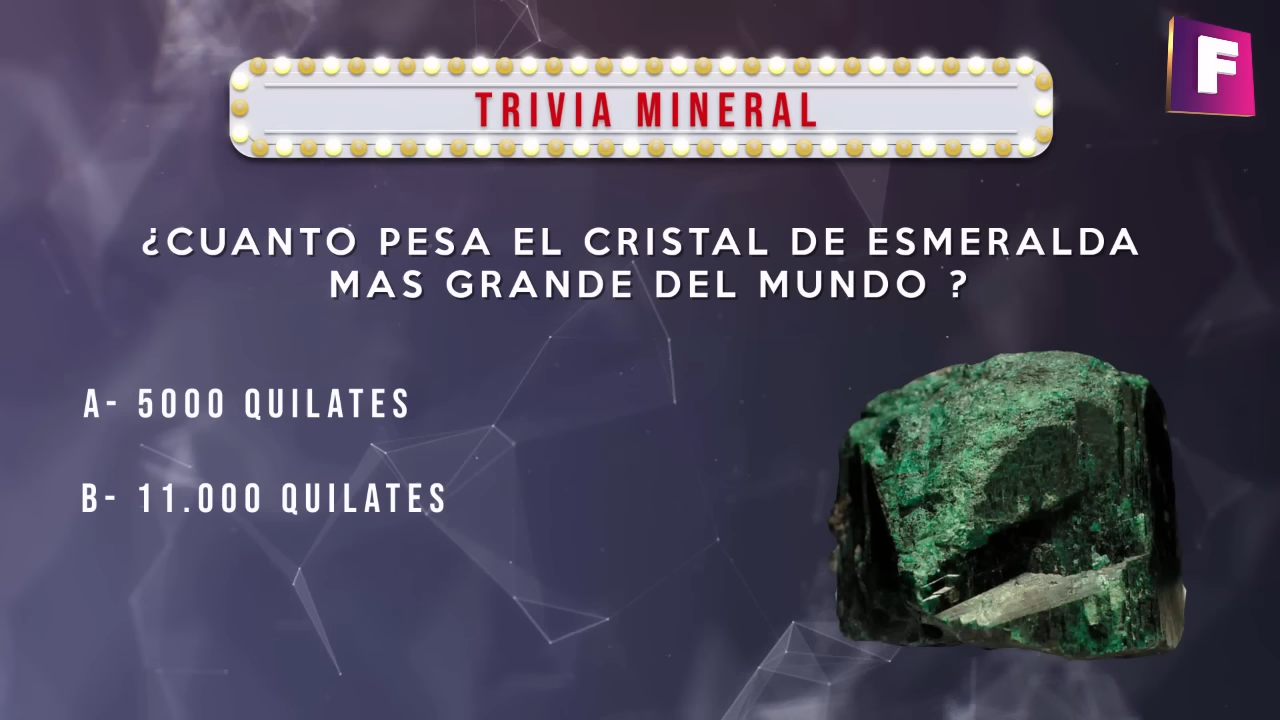 F
TRIVIA MINERAL
¿CUANTO PESA EL CRISTAL DE ESMERALDA
MAS GRANDE DEL MUNDO ?
A- 5000 QUILATES
B- 11.000 QUILATES